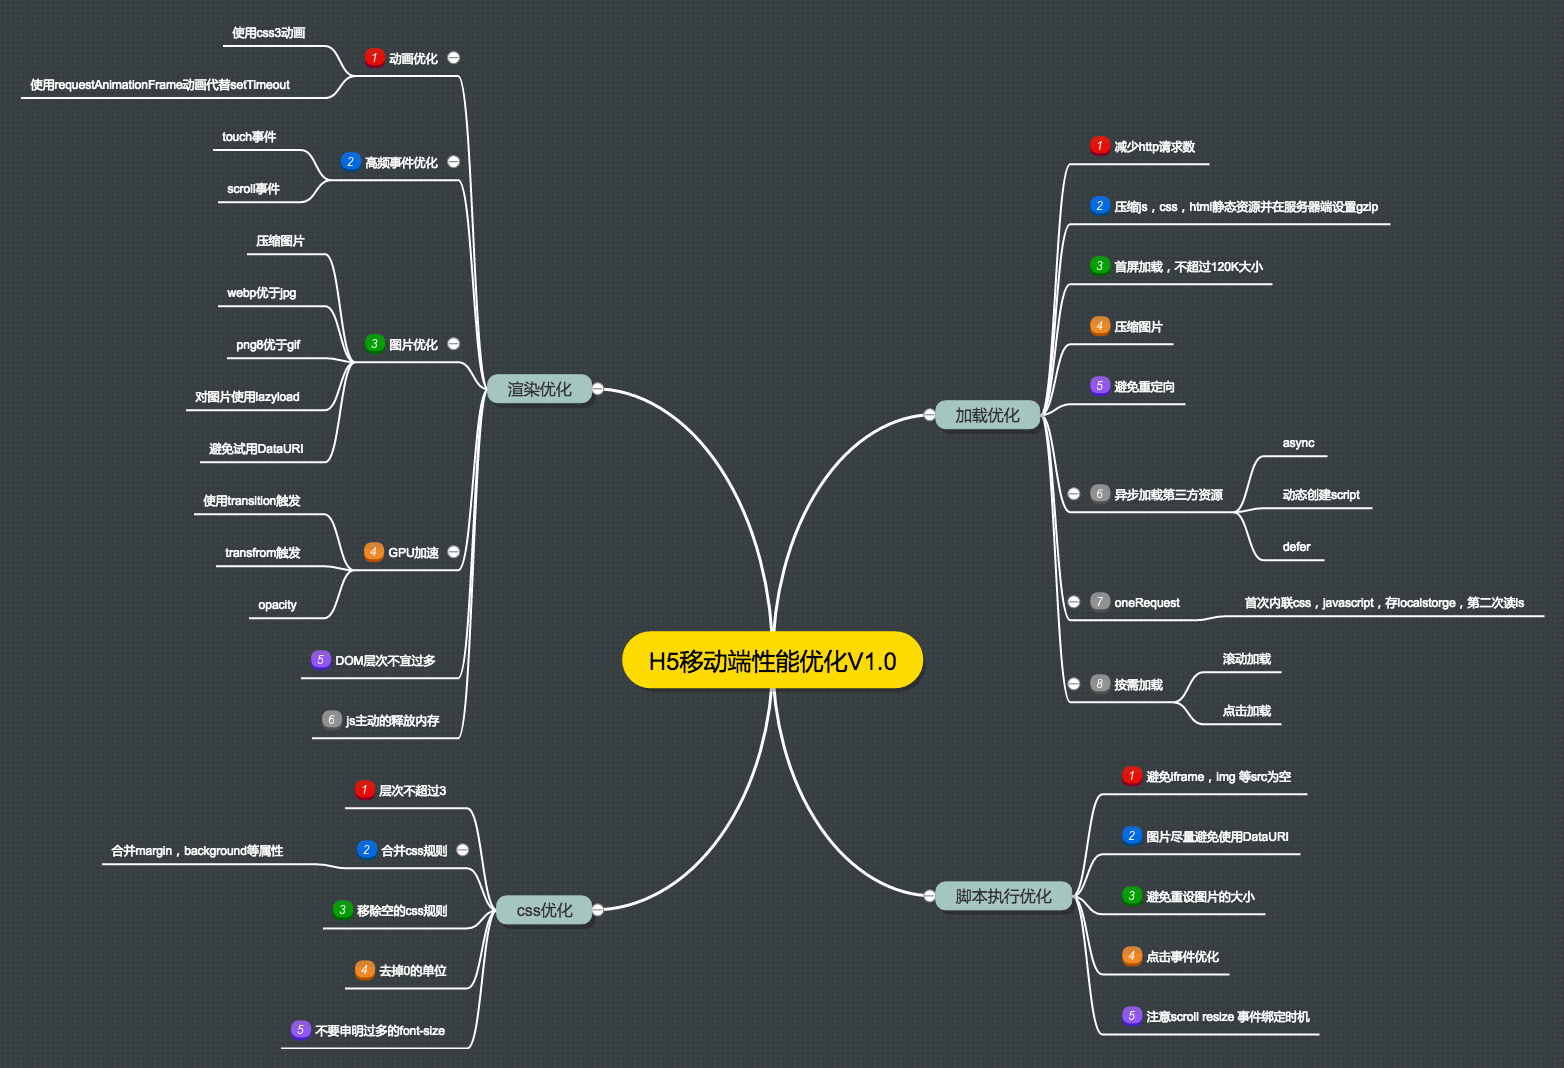 H5移动端性能优化V1.0
加载优化
1 减少http请求数
2 压缩js，css，html静态资源并在服务器端设置gzip
3 首屏加载，不超过120K大小
4 压缩图片
5 避免重定向
6 异步加载第三方资源
async
动态创建script
defer
7 oneRequest
首次内联css，javascript，存localstorge，第二次读ls
8 按需加载
滚动加载
点击加载
脚本执行优化
1 避免iframe，img 等src为空
2 图片尽量避免使用DataURI
3 避免重设图片的大小
4 点击事件优化
5 注意scroll resize 事件绑定时机
渲染优化
1 动画优化
使用css3动画
使用requestAnimationFrame动画代替setTimeout
2 高频事件优化
touch事件
scroll事件
3 图片优化
压缩图片
webp优于jpg
png8优于gif
对图片使用lazyload
避免试用DataURI
4 GPU加速
使用transition触发
transfrom触发
opacity
5 DOM层次不宜过多
6 js主动的释放内存
css优化
1 层次不超过3
2 合并css规则
合并margin，background等属性
3 移除空的css规则
4 去掉0的单位
5 不要申明过多的font-size